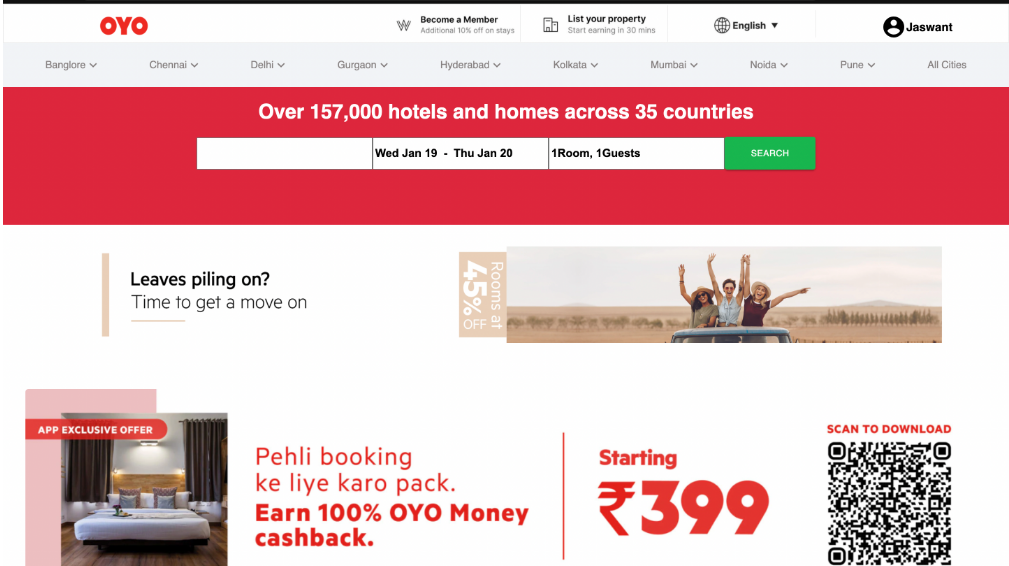 OYO
Become a Member
Additional 10% off on stays
List your property
Start earning in 30 mins
English
Jaswant
Banglore
Chennai
Delhi
Gurgaon
Hyderabad
Kolkata
Mumbai
Noida
Pune
All Cities
Over 157,000 hotels and homes across 35 countries
Wed Jan 19 - Thu Jan 20
1Room, 1Guests
SEARCH
Leaves piling on?
Time to get a move on
Rooms at
45%
OFF
APP EXCLUSIVE OFFER
Pehli booking
ke liye karo pack.
Earn 100% OYO Money
cashback.
Starting
₹399
SCAN TO DOWNLOAD